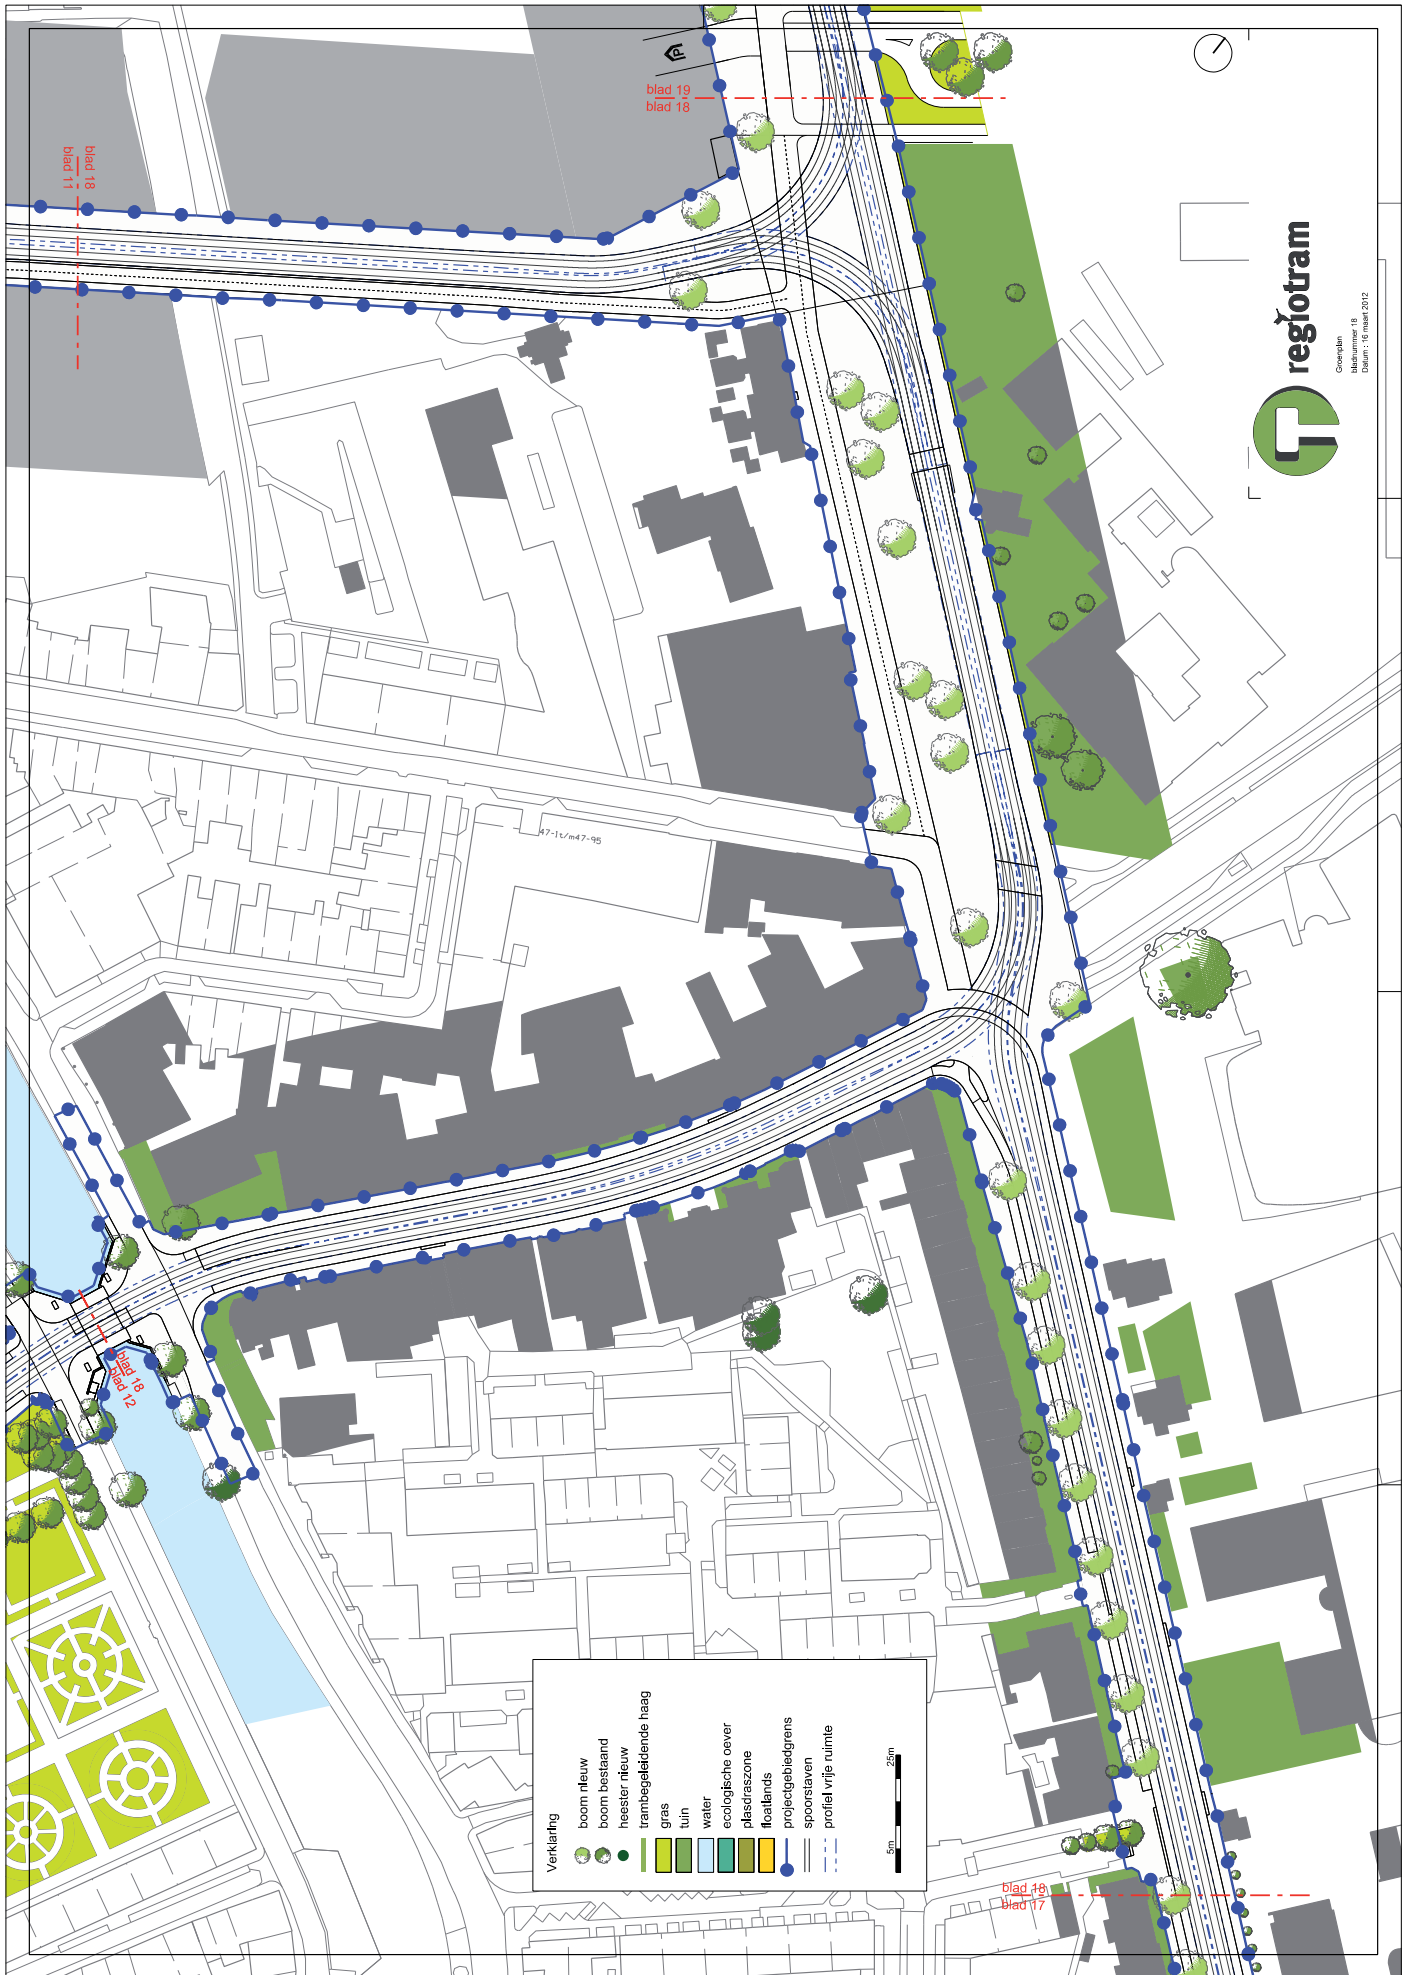 blad 19
blad 18
P
blad 18
blad 11
regiotram
Groenplan
bladnummer 18
Datum : 16 maart 2012
47-1t/m47-95
blad 18
blad 12
Verklaring
boom nieuw
boom bestaand
heester nieuw
trambegeleidende haag
gras
tuin
water
ecologische oever
plasdraszone
floatlands
projectgebiedgrens
spoorstaven
profiel vrije ruimte
5m
25m
blad 18
blad 17